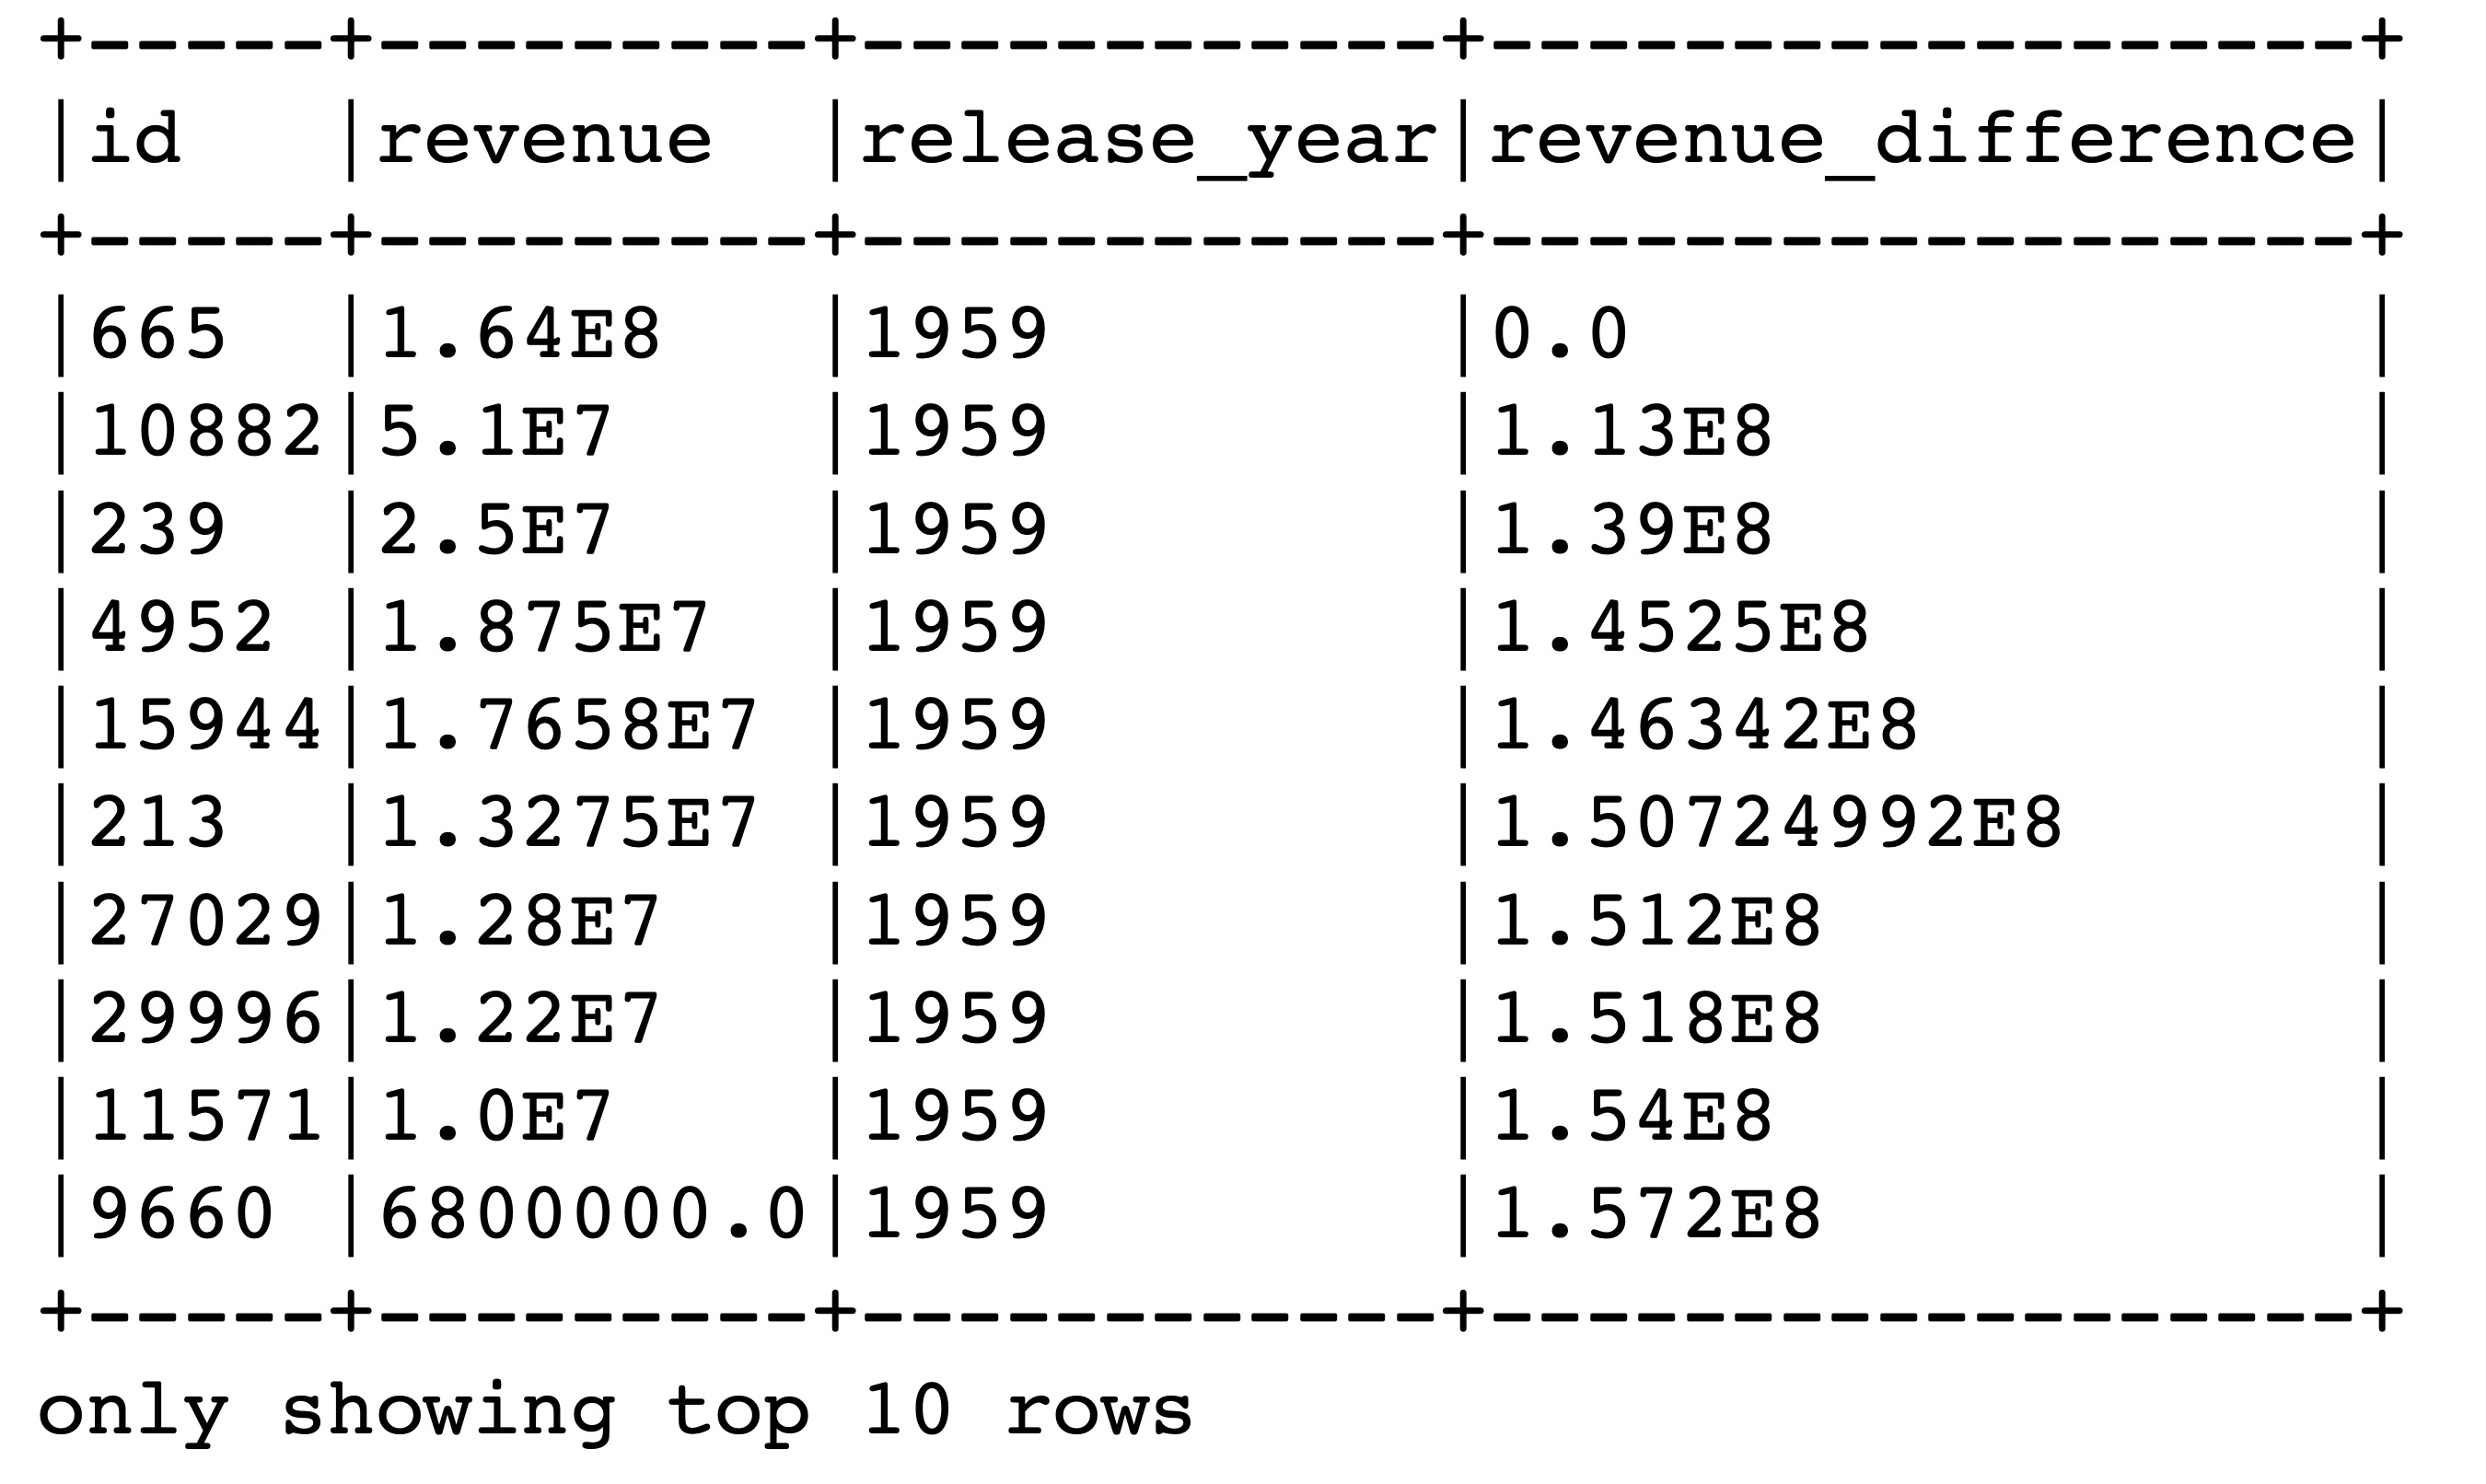 +-----+---------+------------+------------------+
|id   |revenue  |release_year|revenue_difference|
+-----+---------+------------+------------------+
|665  |1.64E8   |1959        |0.0               |
|10882|5.1E7    |1959        |1.13E8            |
|239  |2.5E7    |1959        |1.39E8            |
|4952 |1.875E7  |1959        |1.4525E8          |
|15944|1.7658E7 |1959        |1.46342E8         |
|213  |1.3275E7 |1959        |1.50724992E8      |
|27029|1.28E7   |1959        |1.512E8           |
|29996|1.22E7   |1959        |1.518E8           |
|11571|1.0E7    |1959        |1.54E8            |
|9660 |6800000.0|1959        |1.572E8           |
+-----+---------+------------+------------------+
only showing top 10 rows